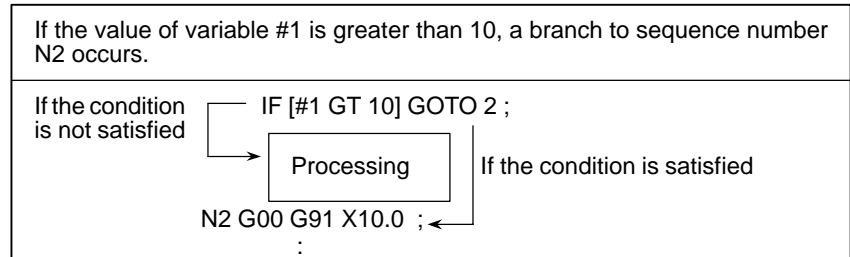 If the value of variable #1 is greater than 10, a branch to sequence number
N2 occurs.
If the condition
is not satisfied
IF [#1 GT 10] GOTO 2 ;
Processing
If the condition is satisfied
N2 G00 G91 X10.0 ;
: